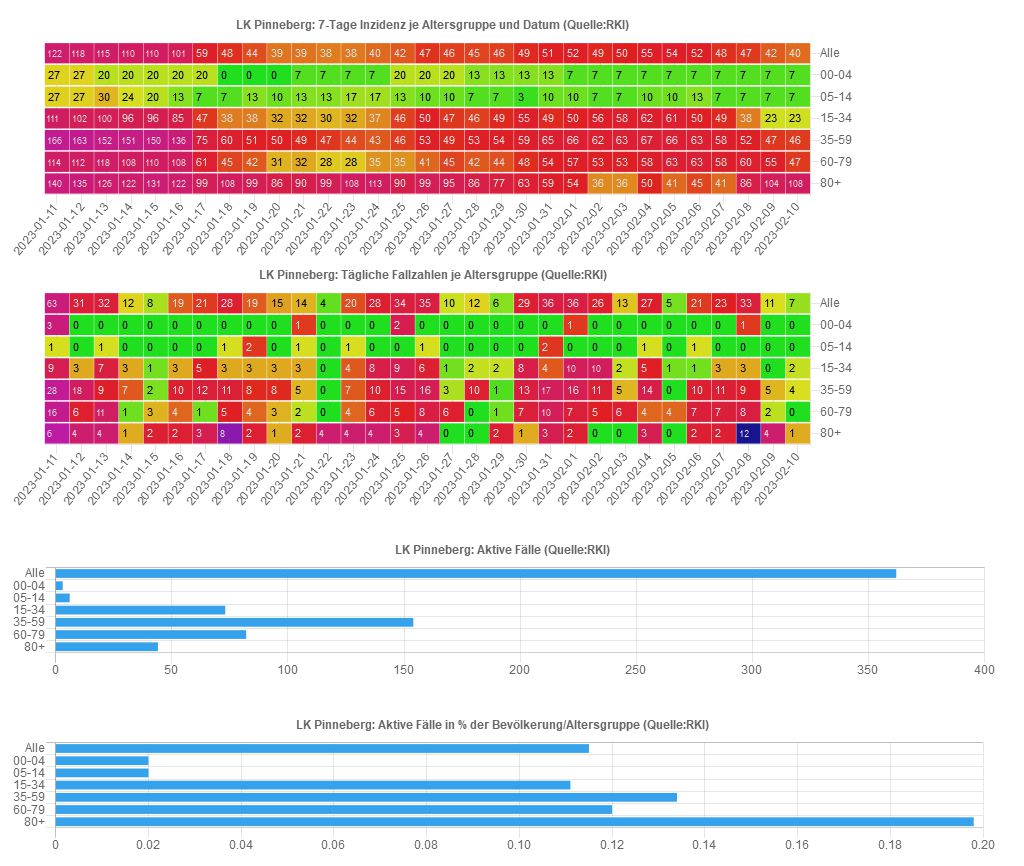 LK Pinneberg: 7-Tage Inzidenz je Altersgruppe und Datum (Quelle:RKI)
122 118 115 110 110 101 59 48 44 39 39 38 38 40 42 47 46 45 46 49 51 52 49 50 55 54 52 48 47 42 40 Alle
27 27 20 20 20 20 20 0 0 0 7 7 7 7 20 20 20 13 13 13 13 7 7 7 7 7 7 7 7 7 7 00-04
27 27 30 24 20 13 7 7 13 10 13 13 17 17 13 10 10 7 7 3 10 10 7 7 10 10 13 7 7 7 7 05-14
111 102 100 96 96 85 47 38 38 32 32 30 32 37 46 50 47 46 49 55 49 50 56 58 62 61 50 49 38 23 23 15-34
166 163 152 151 150 136 75 60 51 50 49 47 44 43 46 53 49 53 54 59 65 66 62 63 57 66 63 58 52 47 46 35-59
114 112 118 108 110 108 61 45 42 31 32 28 28 35 35 41 45 42 44 48 54 57 53 53 58 63 63 58 60 55 47 60-79
140 135 126 122 131 122 99 108 99 86 90 99 108 113 90 99 95 86 77 63 59 54 36 36 50 41 45 41 86 104 108 80+
2023-01-11 2023-01-12 2023-01-13 2023-01-14 2023-01-15 2023-01-16 2023-01-17 2023-01-18 2023-01-19 2023-01-20 2023-01-21 2023-01-22 2023-01-23 2023-01-24 2023-01-25 2023-01-26 2023-01-27 2023-01-28 2023-01-29 2023-01-30 2023-01-31 2023-02-01 2023-02-02 2023-02-03 2023-02-04 2023-02-05 2023-02-06 2023-02-07 2023-02-08 2023-02-09 2023-02-10
LK Pinneberg: Tägliche Fallzahlen je Altersgruppe (Quelle:RKI)
63 31 32 12 8 19 21 28 19 15 14 4 20 28 34 35 10 12 6 29 36 36 26 13 27 5 21 23 33 11 7 Alle
3 0 0 0 0 0 0 0 0 0 1 0 0 0 2 0 0 0 0 0 0 1 0 0 0 0 0 0 1 0 0 00-04
1 0 1 0 0 0 0 1 2 0 1 0 1 0 0 1 0 0 0 0 2 0 0 0 1 0 1 0 0 0 0 05-14
9 3 7 3 1 3 5 3 3 3 3 0 4 8 9 6 1 2 2 8 4 10 10 4 5 1 1 3 3 0 2 15-34
28 18 9 7 2 10 12 11 8 8 5 0 7 10 15 16 3 10 1 13 17 16 11 5 14 0 10 11 9 5 4 35-59
16 6 11 1 3 4 1 5 4 3 2 0 4 6 5 8 6 0 1 7 10 7 5 6 4 4 7 7 8 2 0 60-79
6 4 4 1 2 2 3 8 2 1 2 4 4 4 3 4 0 0 2 1 3 2 0 0 3 0 2 2 12 4 1 80+
2023-01-11 2023-01-12 2023-01-13 2023-01-14 2023-01-15 2023-01-16 2023-01-17 2023-01-18 2023-01-19 2023-01-20 2023-01-21 2023-01-22 2023-01-23 2023-01-24 2023-01-25 2023-01-26 2023-01-27 2023-01-28 2023-01-29 2023-01-30 2023-01-31 2023-02-01 2023-02-02 2023-02-03 2023-02-04 2023-02-05 2023-02-06 2023-02-07 2023-02-08 2023-02-09 2023-02-10
LK Pinneberg: Aktive Fälle (Quelle:RKI)
Alle
00-04
05-14
15-34
35-59
60-79
80+
0 50 100 150 200 250 300 350 400
LK Pinneberg: Aktive Fälle in % der Bevölkerung/Altersgruppe (Quelle:RKI)
Alle
00-04
05-14
15-34
35-59
60-79
80+
0 0.02 0.04 0.06 0.08 0.10 0.12 0.14 0.16 0.18 0.20